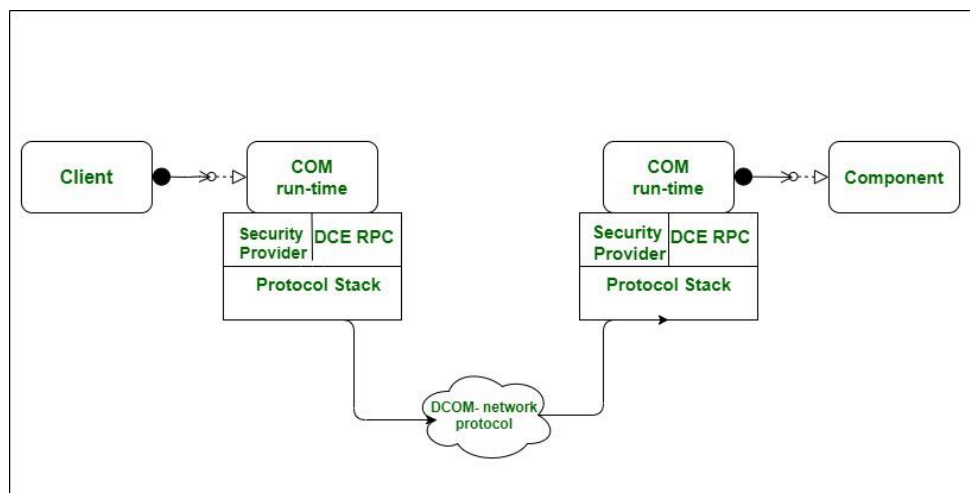 Client
COM
run-time
Security
Provider
DCE RPC
Protocol Stack
COM
run-time
Component
Security
Provider
DCE RPC
Protocol Stack
DCOM- network
protocol